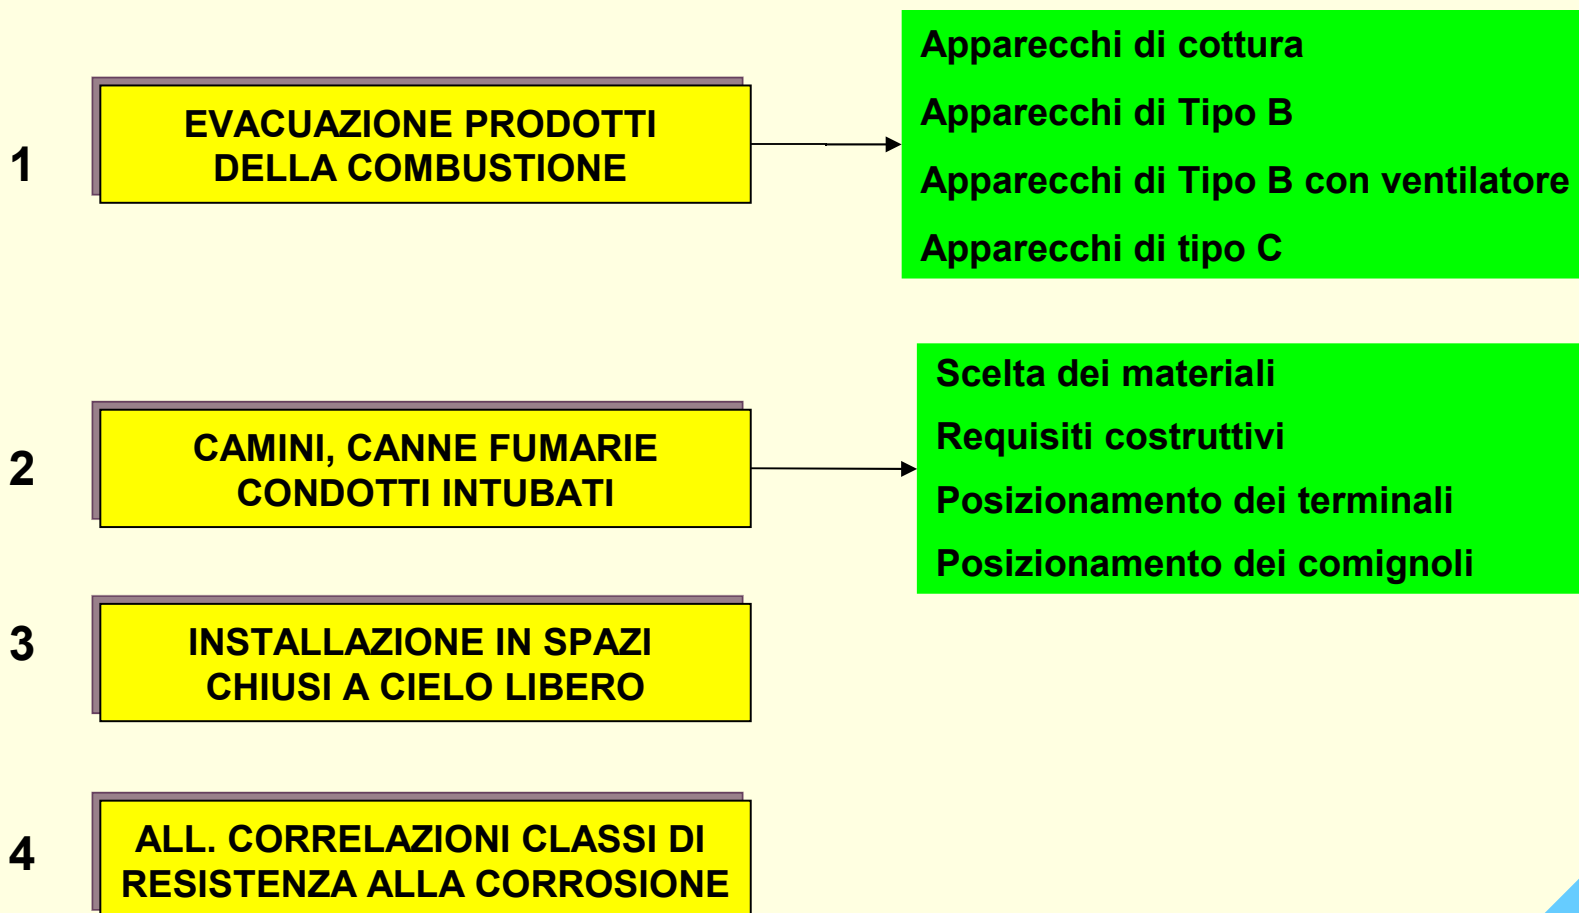 1
EVACUAZIONE PRODOTTI
DELLA COMBUSTIONE
Apparecchi di cottura
Apparecchi di Tipo B
Apparecchi di Tipo B con ventilatore
Apparecchi di tipo C
2
CAMINI, CANNE FUMARIE
CONDOTTI INTUBATI
Scelta dei materiali
Requisiti costruttivi
Posizionamento dei terminali
Posizionamento dei comignoli
3
INSTALLAZIONE IN SPAZI
CHIUSI A CIELO LIBERO
4
ALL. CORRELAZIONI CLASSI DI
RESISTENZA ALLA CORROSIONE